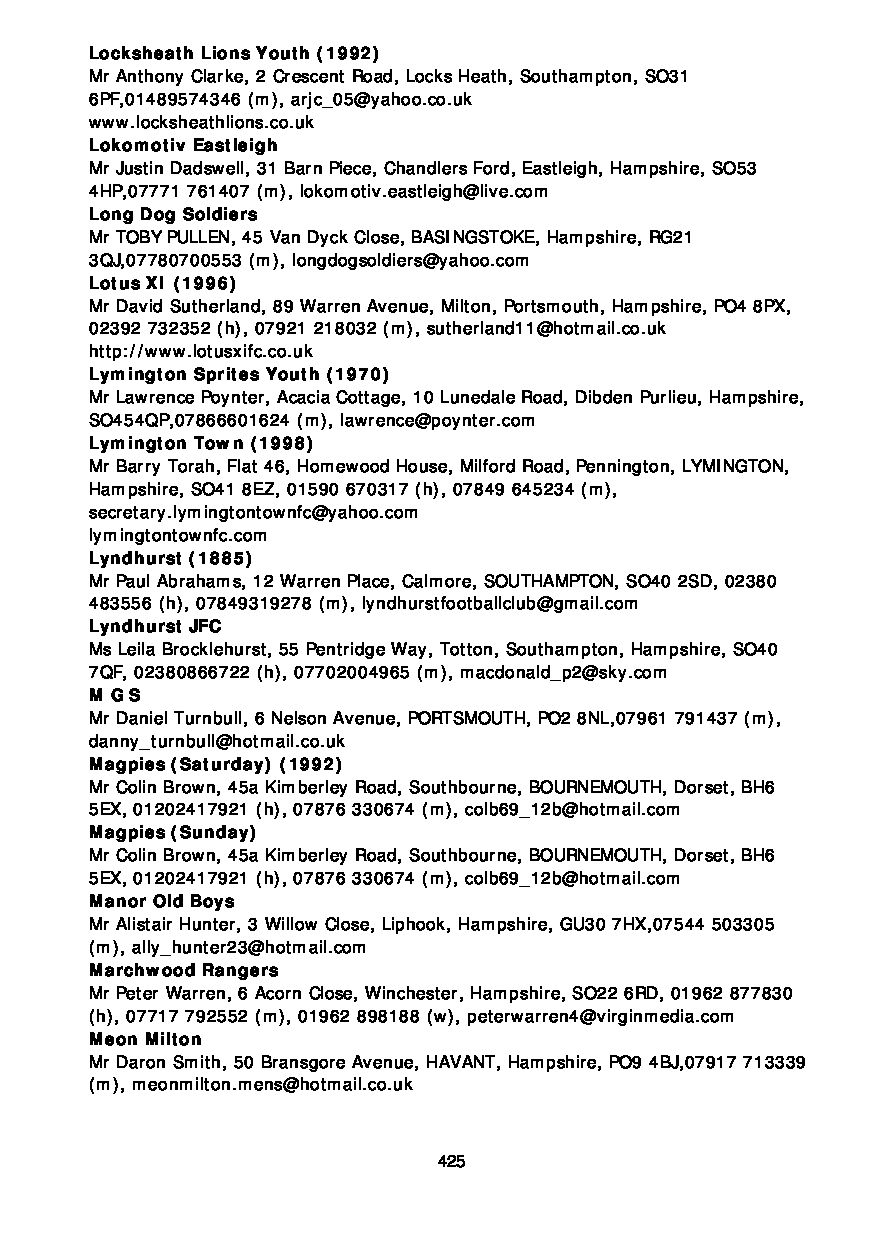 Locksheath Lions Youth (1992)
Mr Anthony Clarke, 2 Crescent Road, Locks Heath, Southampton, SO31
6PF,01489574346 (m), arjc_05@yahoo.co.uk
www.locksheathlions.co.uk
Lokomotiv Eastleigh
Mr Justin Dadswell, 31 Barn Piece, Chandlers Ford, Eastleigh, Hampshire, SO53
4HP,07771 761407 (m), lokomotiv.eastleigh@live.com
Long Dog Soldiers
Mr TOBY PULLEN, 45 Van Dyck Close, BASINGSTOKE, Hampshire, RG21
3QJ,07780700553 (m), longdogsoldiers@yahoo.com
Lotus XI (1996)
Mr David Sutherland, 89 Warren Avenue, Milton, Portsmouth, Hampshire, PO4 8PX,
02392 732352 (h), 07921 218032 (m), sutherland11@hotmail.co.uk
http://www.lotusxifc.co.uk
Lymington Sprites Youth (1970)
Mr Lawrence Poynter, Acacia Cottage, 10 Lunedale Road, Dibden Purlieu, Hampshire,
SO454QP,07866601624 (m), lawrence@poynter.com
Lymington Town (1998)
Mr Barry Torah, Flat 46, Homewood House, Milford Road, Pennington, LYMINGTON,
Hampshire, SO41 8EZ, 01590 670317 (h), 07849 645234 (m),
secretary.lymingtontownfc@yahoo.com
lymingtontownfc.com
Lyndhurst (1885)
Mr Paul Abrahams, 12 Warren Place, Calmore, SOUTHAMPTON, SO40 2SD, 02380
483556 (h), 07849319278 (m), lyndhurstfootballclub@gmail.com
Lyndhurst JFC
Ms Leila Brocklehurst, 55 Pentridge Way, Totton, Southampton, Hampshire, SO40
7QF, 02380866722 (h), 07702004965 (m), macdonald_p2@sky.com
M G S
Mr Daniel Turnbull, 6 Nelson Avenue, PORTSMOUTH, PO2 8NL,07961 791437 (m),
danny_turnbull@hotmail.co.uk
Magpies (Saturday) (1992)
Mr Colin Brown, 45a Kimberley Road, Southbourne, BOURNEMOUTH, Dorset, BH6
5EX, 01202417921 (h), 07876 330674 (m), colb69_12b@hotmail.com
Magpies (Sunday)
Mr Colin Brown, 45a Kimberley Road, Southbourne, BOURNEMOUTH, Dorset, BH6
5EX, 01202417921 (h), 07876 330674 (m), colb69_12b@hotmail.com
Manor Old Boys
Mr Alistair Hunter, 3 Willow Close, Liphook, Hampshire, GU30 7HX,07544 503305
(m), ally_hunter23@hotmail.com
Marchwood Rangers
Mr Peter Warren, 6 Acorn Close, Winchester, Hampshire, SO22 6RD, 01962 877830
(h), 07717 792552 (m), 01962 898188 (w), peterwarren4@virginmedia.com
Meon Milton
Mr Daron Smith, 50 Bransgore Avenue, HAVANT, Hampshire, PO9 4BJ,07917 713339
(m), meonmilton.mens@hotmail.co.uk
425